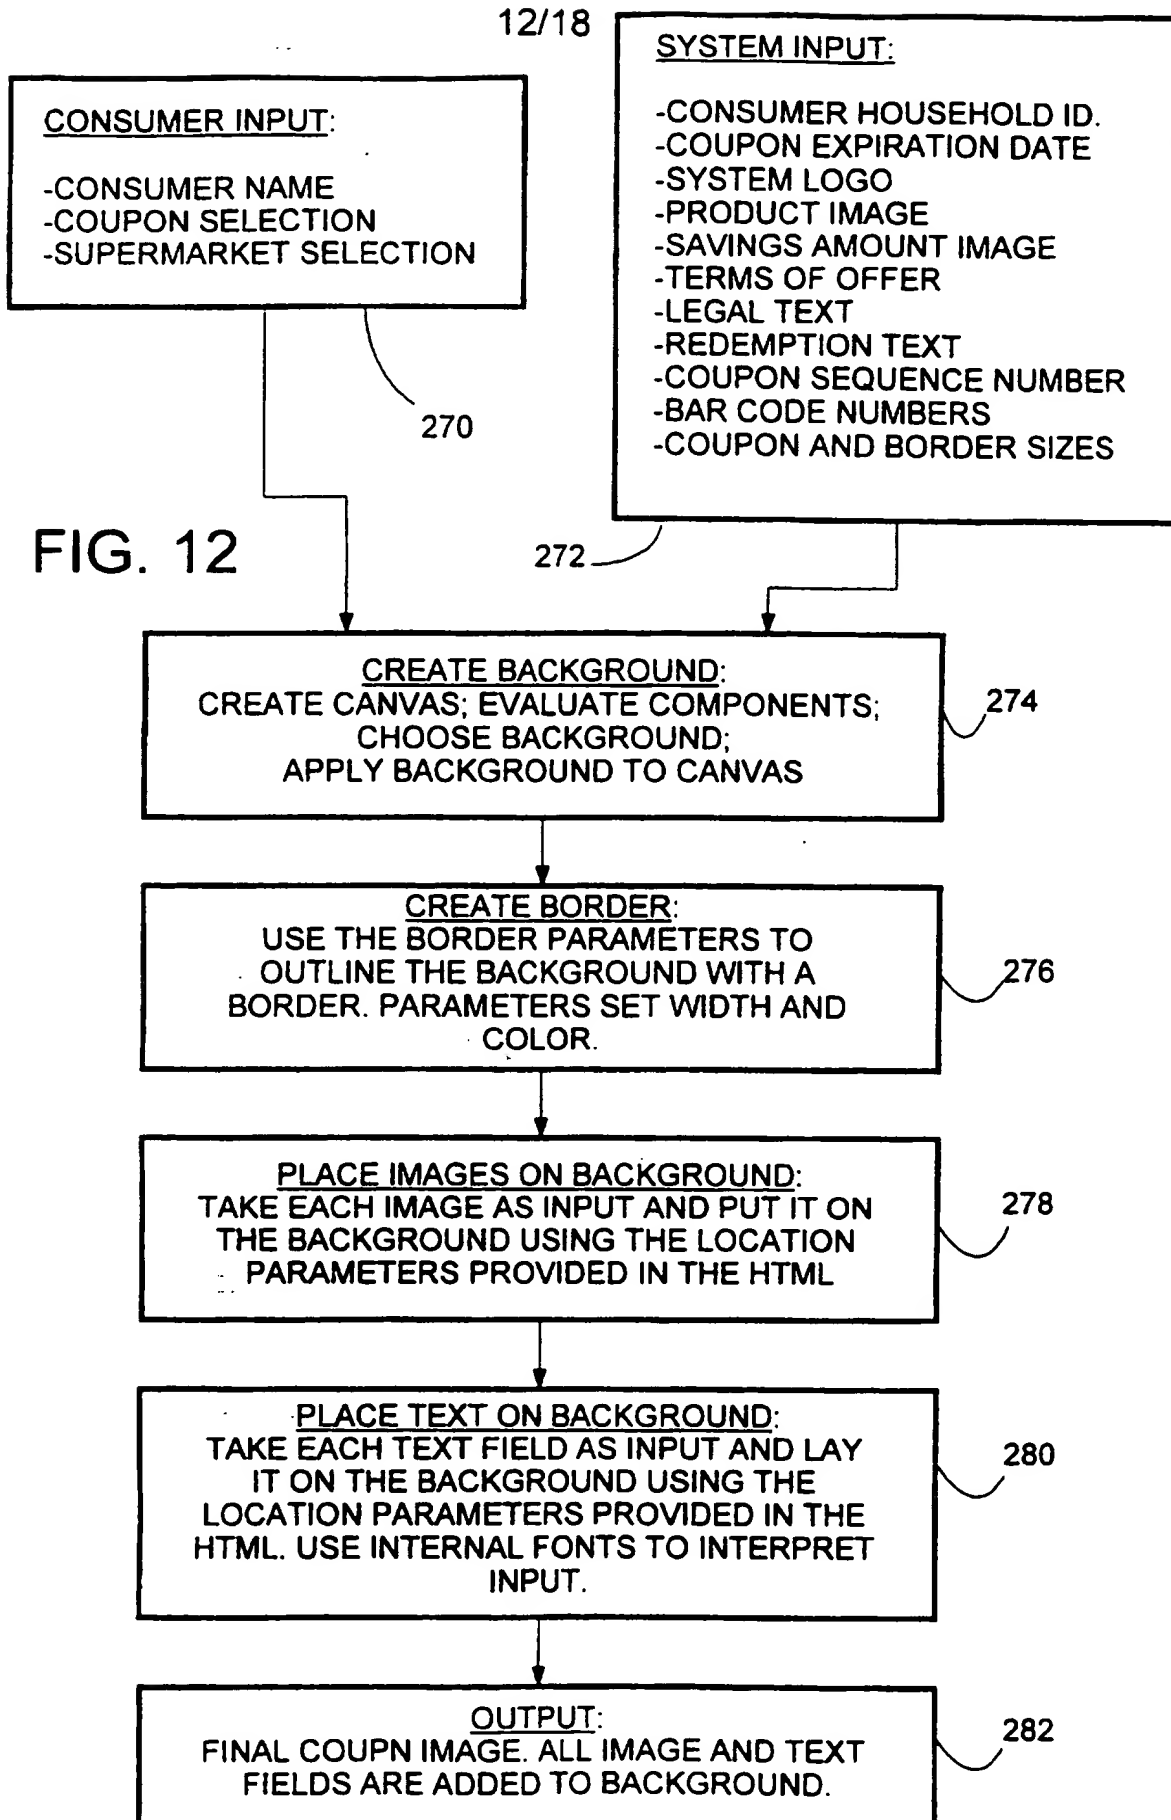 12/18
CONSUMER INPUT:
-CONSUMER NAME
-COUPON SELECTION
-SUPERMARKET SELECTION
270
SYSTEM INPUT:
-CONSUMER HOUSEHOLD ID.
-COUPON EXPIRATION DATE
-SYSTEM LOGO
-PRODUCT IMAGE
-SAVINGS AMOUNT IMAGE
-TERMS OF OFFER
-LEGAL TEXT
-REDEMPTION TEXT
-COUPON SEQUENCE NUMBER
-BAR CODE NUMBERS
-COUPON AND BORDER SIZES
272
FIG. 12
CREATE BACKGROUND:
CREATE CANVAS; EVALUATE COMPONENTS;
CHOOSE BACKGROUND;
APPLY BACKGROUND TO CANVAS
274
CREATE BORDER:
USE THE BORDER PARAMETERS TO
OUTLINE THE BACKGROUND WITH A
BORDER. PARAMETERS SET WIDTH AND
COLOR.
276
PLACE IMAGES ON BACKGROUND:
TAKE EACH IMAGE AS INPUT AND PUT IT ON
THE BACKGROUND USING THE LOCATION
PARAMETERS PROVIDED IN THE HTML
278
PLACE TEXT ON BACKGROUND:
TAKE EACH TEXT FIELD AS INPUT AND LAY
IT ON THE BACKGROUND USING THE
LOCATION PARAMETERS PROVIDED IN THE
HTML. USE INTERNAL FONTS TO INTERPRET
INPUT.
280
OUTPUT:
FINAL COUPN IMAGE. ALL IMAGE AND TEXT
FIELDS ARE ADDED TO BACKGROUND.
282